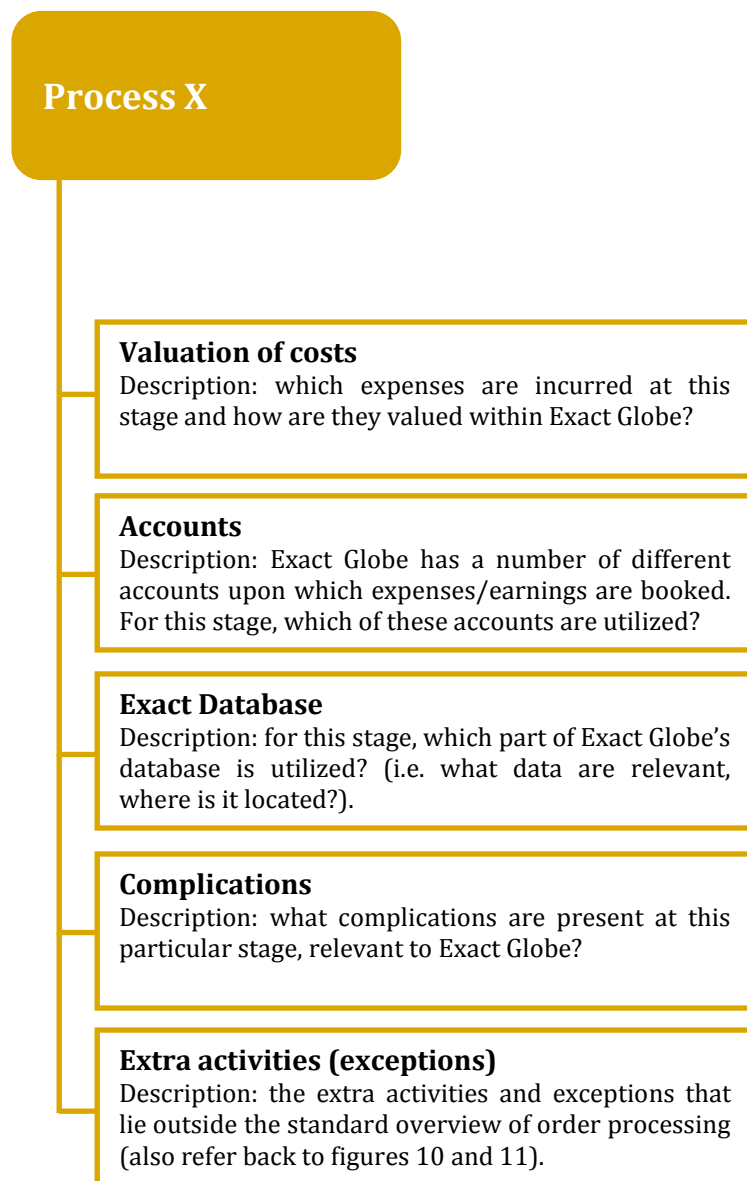 Process X
Valuation of costs
Description: which expenses are incurred at this
stage and how are they valued within Exact Globe?
Accounts
Description: Exact Globe has a number of different
accounts upon which expenses/earnings are booked.
For this stage, which of these accounts are utilized?
Exact Database
Description: for this stage, which part of Exact Globe’s
database is utilized? (i.e. what data are relevant,
where is it located?).
Complications
Description: what complications are present at this
particular stage, relevant to Exact Globe?
Extra activities (exceptions)
Description: the extra activities and exceptions that
lie outside the standard overview of order processing
(also refer back to figures 10 and 11).